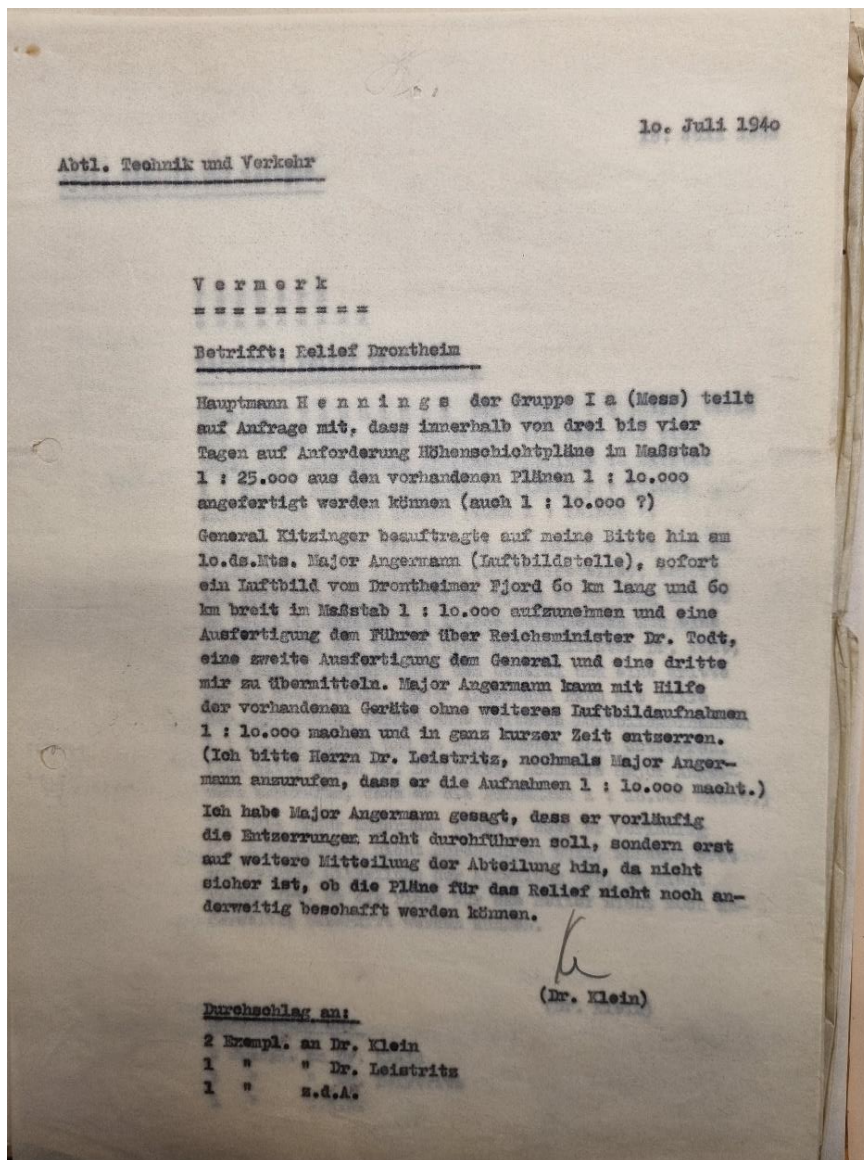 10. Juli 1940
Abtl. Technik und Verkehr
V e r m e r k
= = = = = = = = =
Betrifft: Relief Drontheim
Hauptmann H e n n i n g s der Gruppe I a (Mess) teilt
auf Anfrage mit, dass innerhalb von drei bis vier
Tagen auf Anforderung Höhenschichtpläne im Maßstab
1 : 25.000 aus den vorhandenen Plänen 1 : 10.000
angefertigt werden können (auch 1 : 10.000 ?)
General Kitzinger beauftragte auf meine Bitte hin am
10.ds.Mts. Major Angermann (Luftbildstelle), sofort
ein Luftbild vom Drontheimer Fjord 60 km lang und 60
km breit im Maßstab 1 : 10.000 aufzunehmen und eine
Ausfertigung dem Führer über Reichsminister Dr. Todt,
eine zweite Ausfertigung dem General und eine dritte
mir zu übermitteln. Major Angermann kann mit Hilfe
der vorhandenen Geräte ohne weiteres Luftbildaufnahmen
1 : 10.000 machen und in ganz kurzer Zeit entzerren.
(Ich bitte Herrn Dr. Leistritz, nochmals Major Anger-
mann anzurufen, dass er die Aufnahmen 1 : 10.000 macht.)
Ich habe Major Angermann gesagt, dass er vorläufig
die Entzerrungen nicht durchführen soll, sondern erst
auf weitere Mitteilung der Abteilung hin, da nicht
sicher ist, ob die Pläne für das Relief nicht noch an-
derweitig beschafft werden können.
(Dr. Klein)
Durchschlag an:
2 Exempl. an Dr. Klein
1 " " Dr. Leistritz
1 " z.d.A.